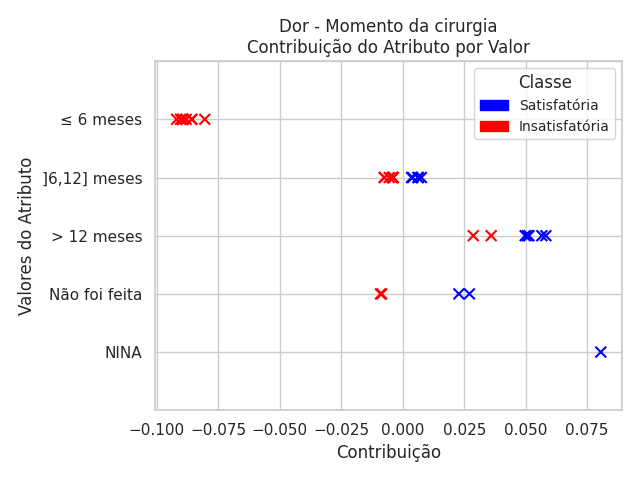 Dor - Momento da cirurgia
Contribuição do Atributo por Valor
Classe
Satisfatória
Insatisfatória
Valores do Atributo
≤ 6 meses
]6,12] meses
> 12 meses
Não foi feita
NINA
−0.100 −0.075 −0.050 −0.025 0.000 0.025 0.050 0.075
Contribuição